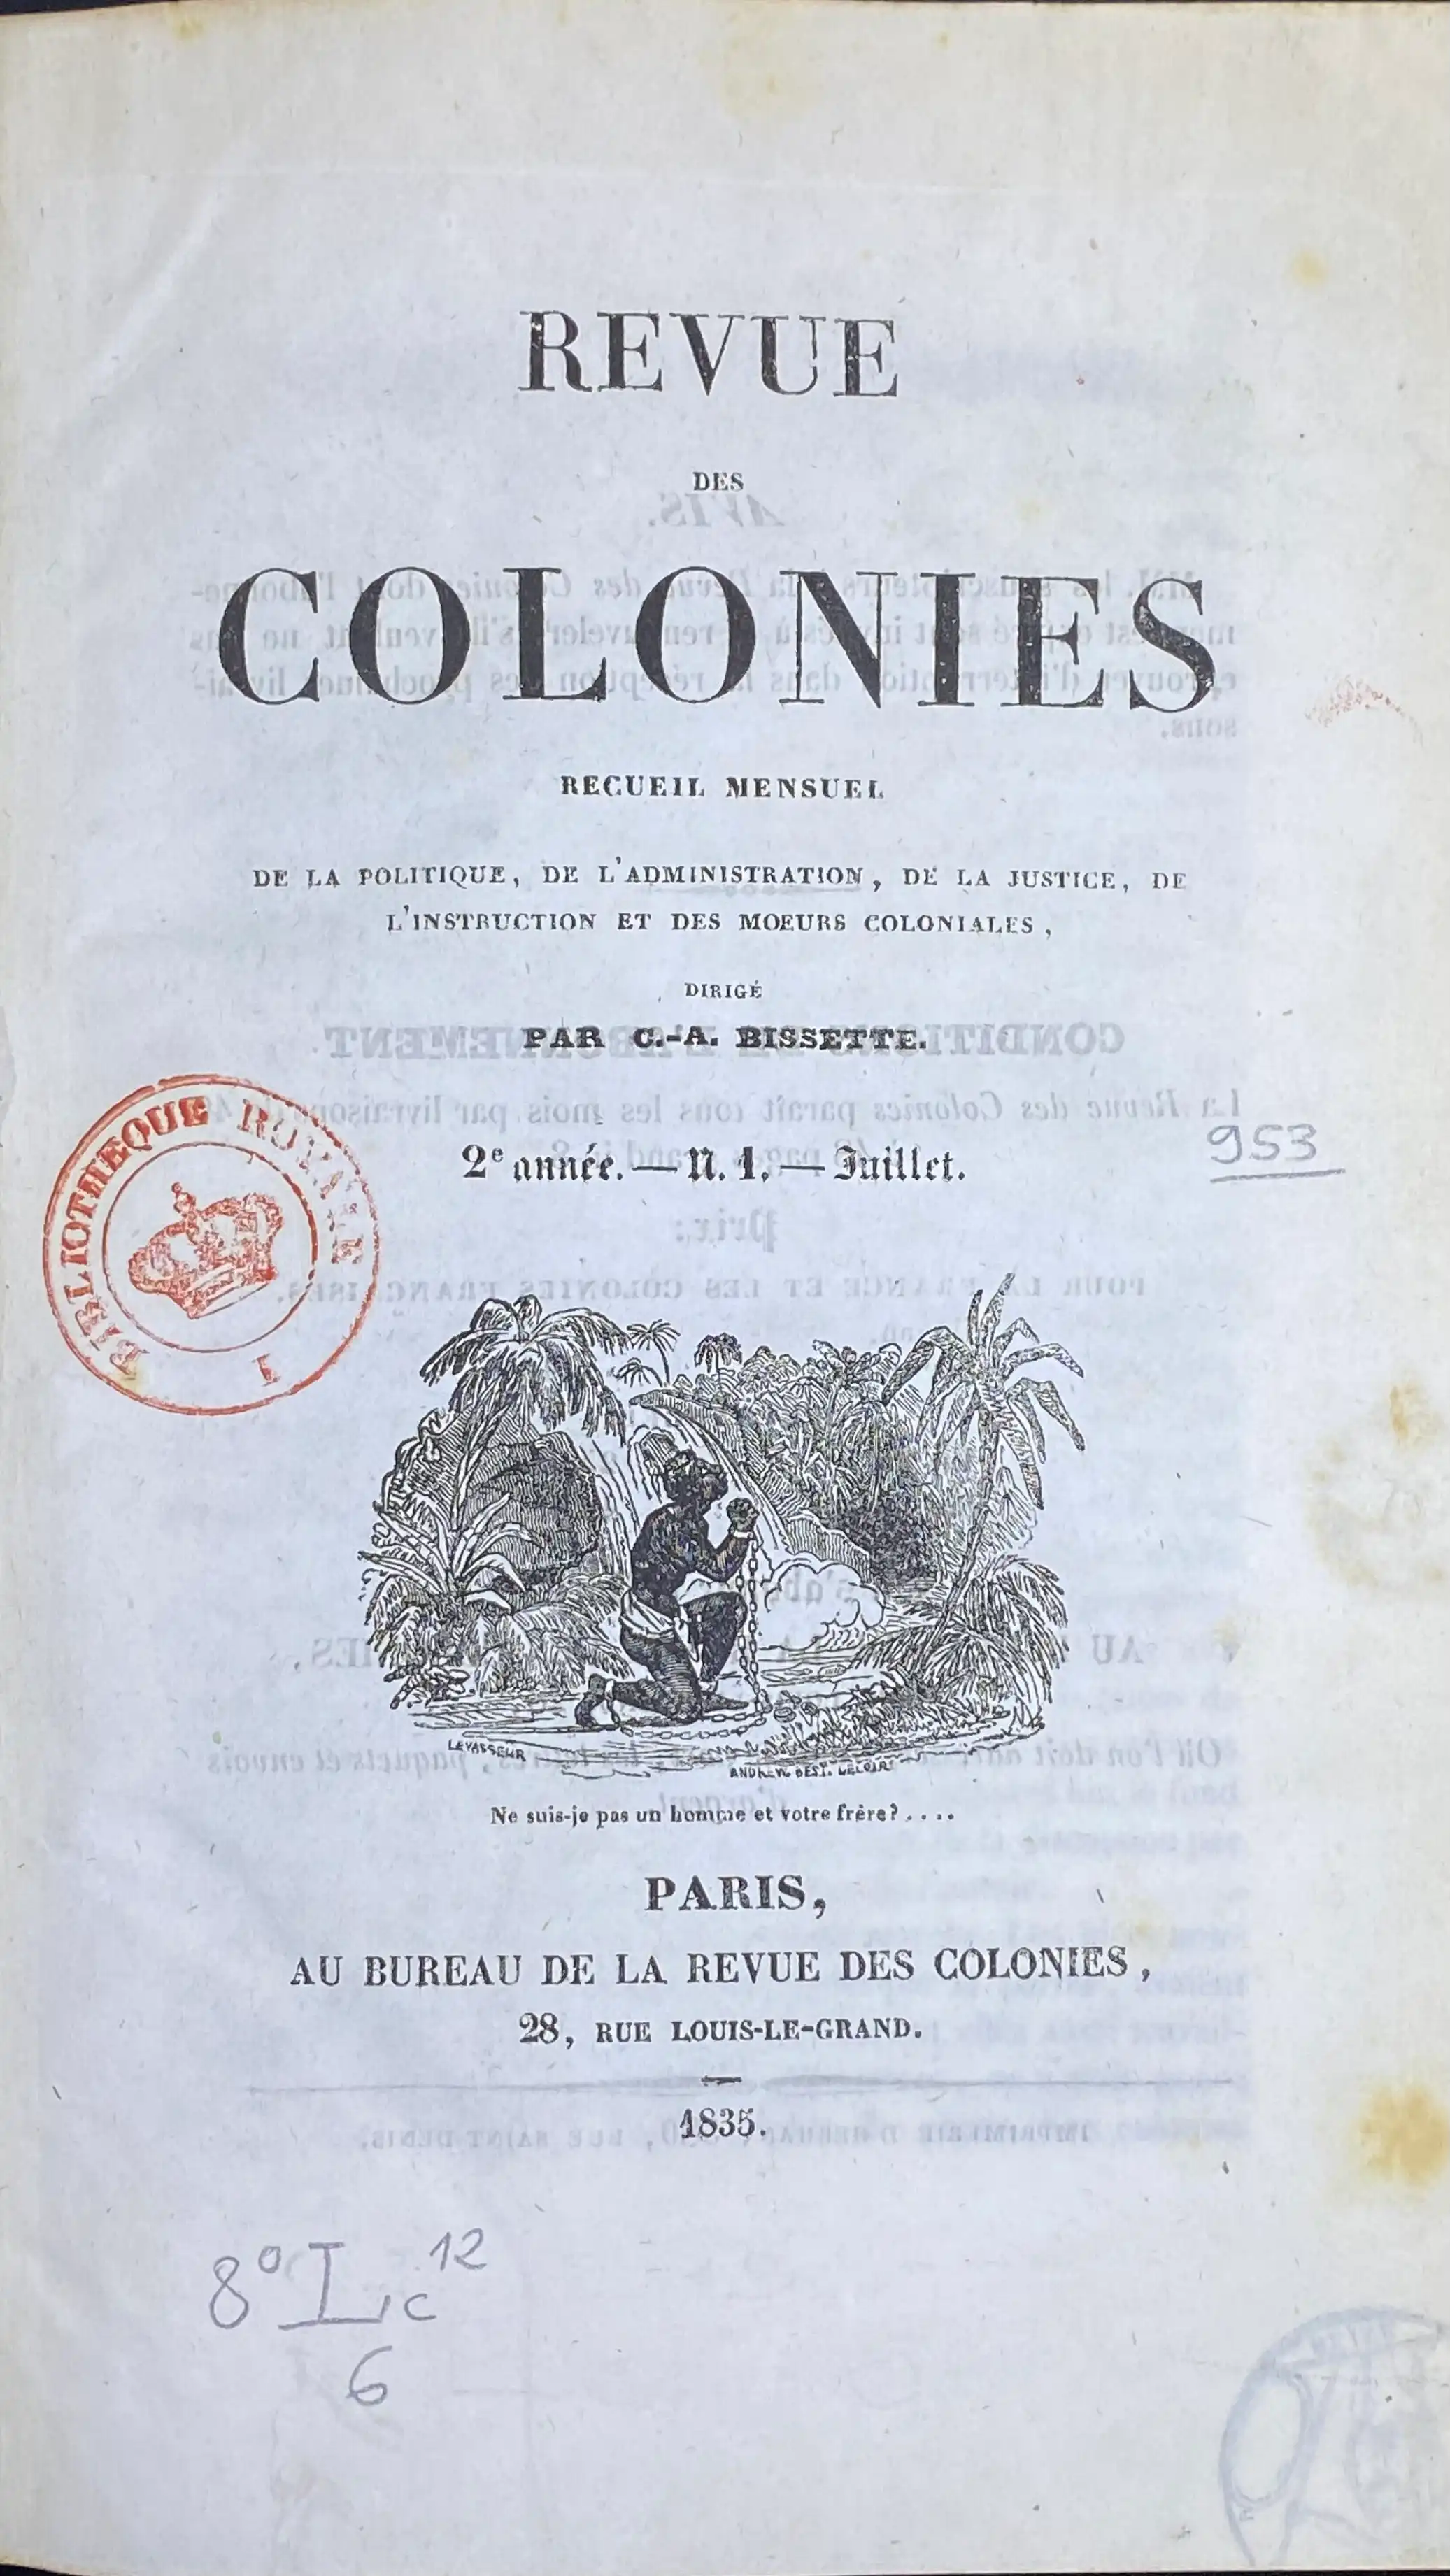 REVUE
DES
COLONIES
RECUEIL MENSUEL
DE LA POLITIQUE, DE L'ADMINISTRATION, DE LA JUSTICE, DE
L'INSTRUCTION ET DES MOEURS COLONIALES,
DIRIGÉ
PAR C.-A. BISSETTE.
BIBLIOTHEQUE ROYALE
I
2e année. — N. 1. — Juillet.
953
LEVASSEUR
ANDREW BEST. LELOIR
Ne suis-je pas un homme et votre frère?....
PARIS,
AU BUREAU DE LA REVUE DES COLONIES,
28, RUE LOUIS-LE-GRAND.
1835.
8° Lc 12
6